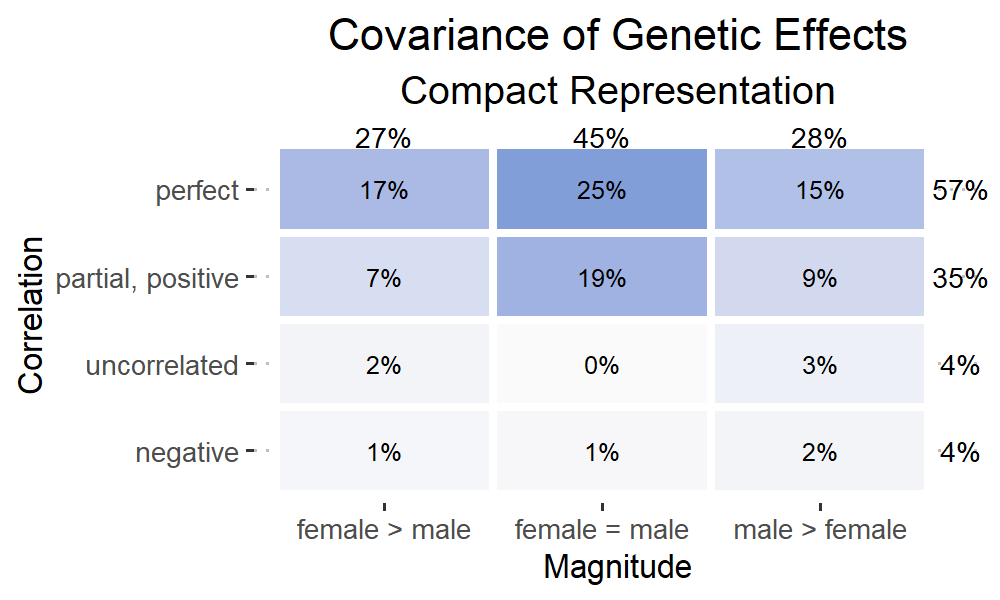 Covariance of Genetic Effects
Compact Representation
27% 45% 28%
perfect 17% 25% 15% 57%
partial, positive 7% 19% 9% 35%
uncorrelated 2% 0% 3% 4%
negative 1% 1% 2% 4%
female > male female = male male > female
Magnitude
Correlation